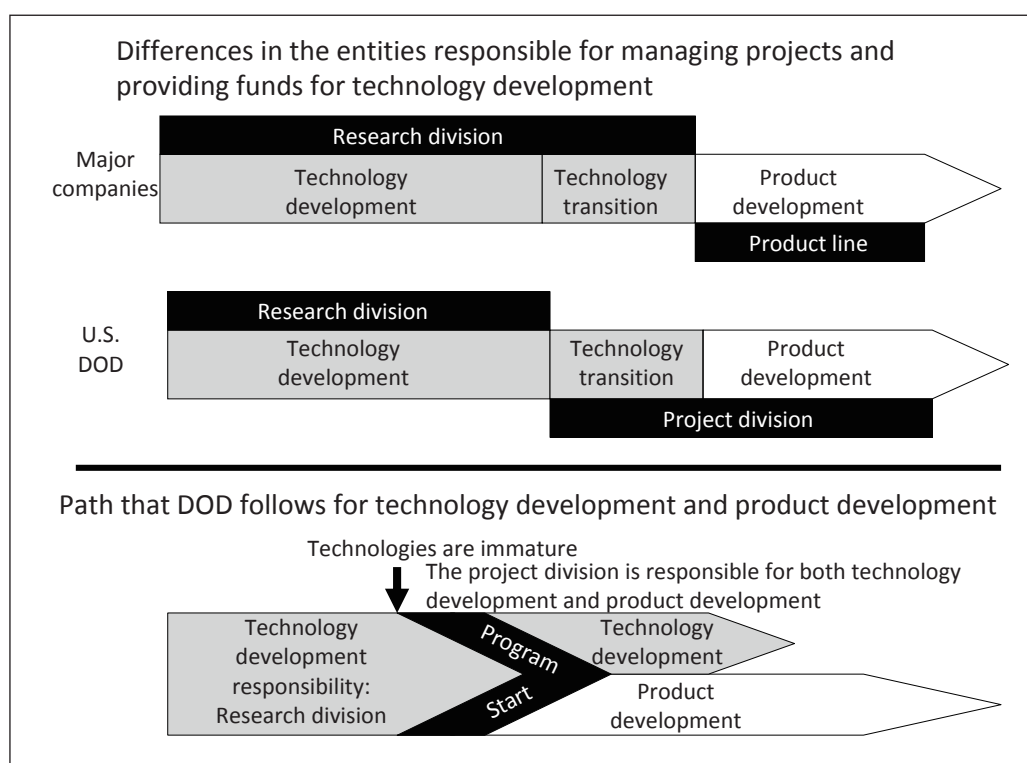 Differences in the entities responsible for managing projects and
providing funds for technology development
Research division
Major
companies
Technology
development
Technology
transition
Product
development
Product line
Research division
U.S.
DOD
Technology
development
Technology
transition
Product
development
Project division
Path that DOD follows for technology development and product development
Technologies are immature
The project division is responsible for both technology
development and product development
Technology
development
responsibility:
Research division
Program
Start
Technology
development
Product
development